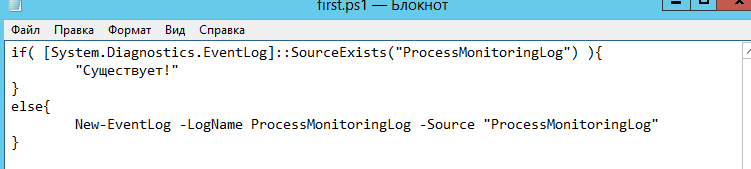 first.ps1 — Блокнот
Файл Правка Формат Вид Справка
if( [System.Diagnostics.EventLog]::SourceExists("ProcessMonitoringLog") ){
        "Существует!"
}
else{
        New-EventLog -LogName ProcessMonitoringLog -Source "ProcessMonitoringLog"
}